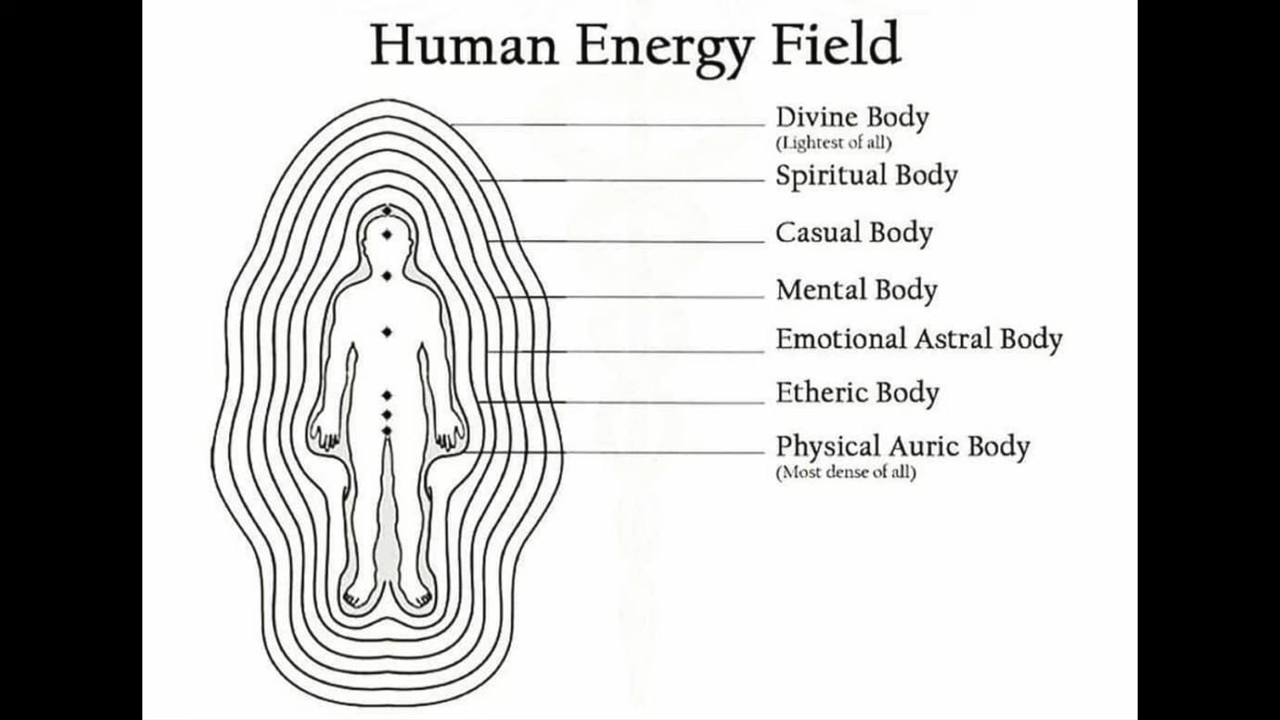 Human Energy Field
Divine Body
(Lightest of all)
Spiritual Body
Casual Body
Mental Body
Emotional Astral Body
Etheric Body
Physical Auric Body
(Most dense of all)